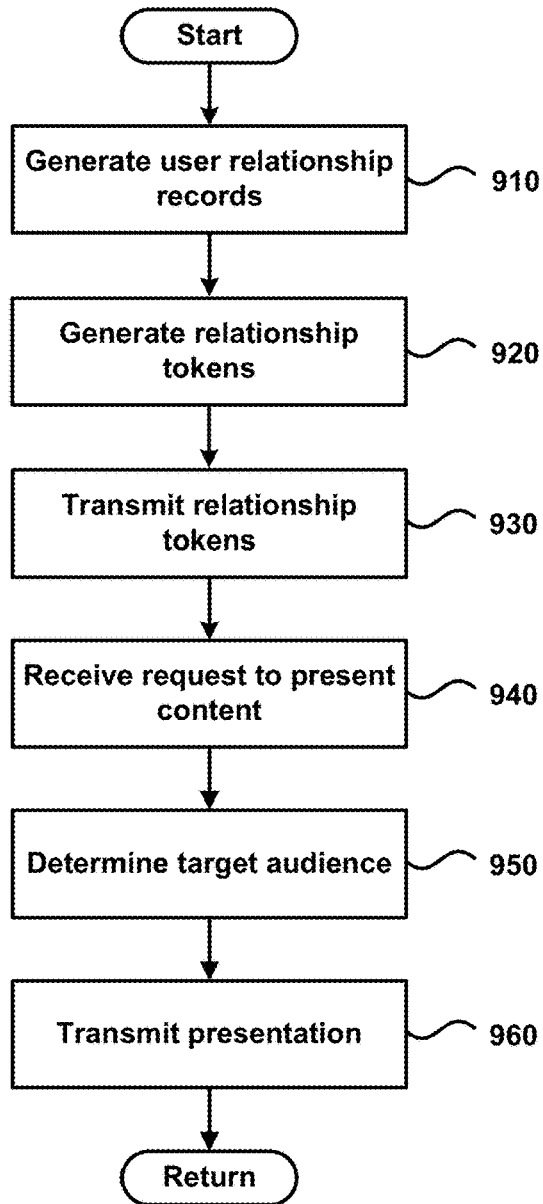 Start
Generate user relationship
records
910
Generate relationship
tokens
920
Transmit relationship
tokens
930
Receive request to present
content
940
Determine target audience
950
Transmit presentation
960
Return